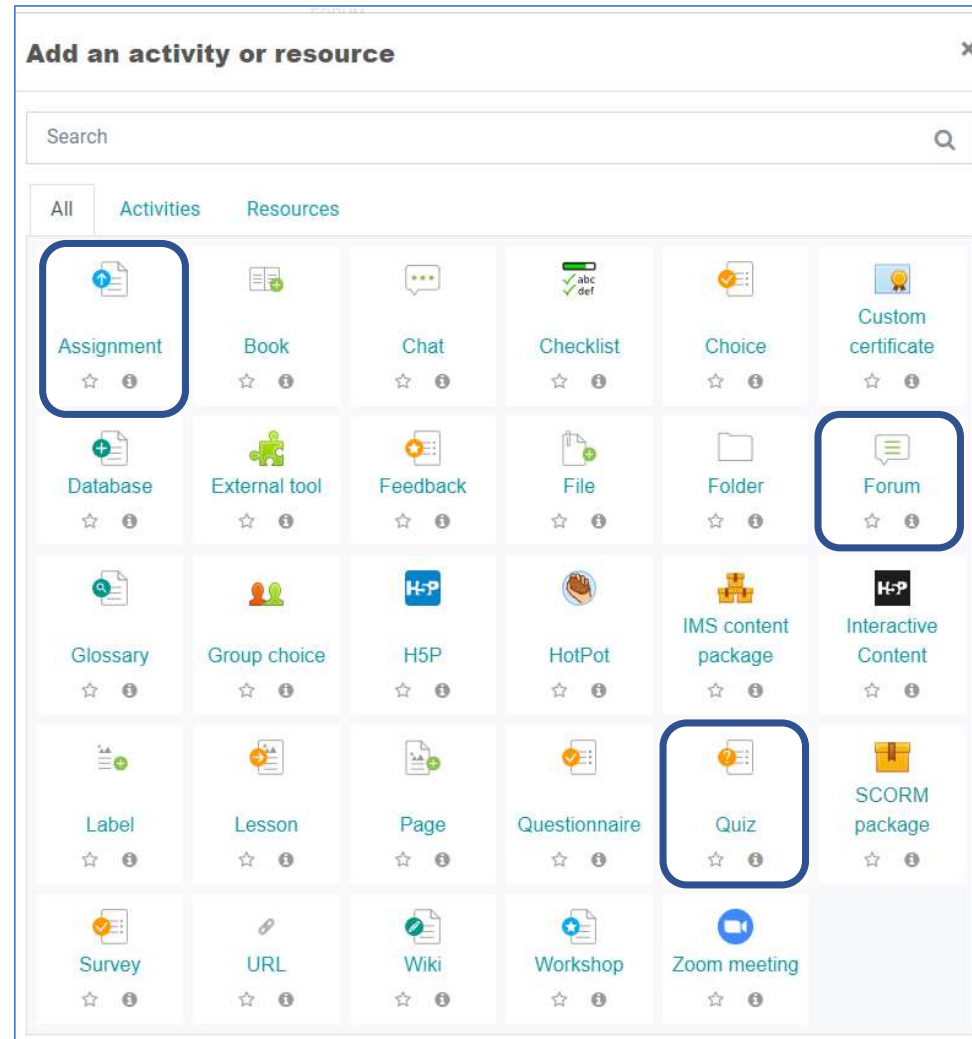 Add an activity or resource
Search
All Activities Resources
Assignment Book Chat Checklist Choice Custom certificate
Database External tool Feedback File Folder Forum
Glossary Group choice H5P HotPot IMS content package Interactive Content
Label Lesson Page Questionnaire Quiz SCORM package
Survey URL Wiki Workshop Zoom meeting